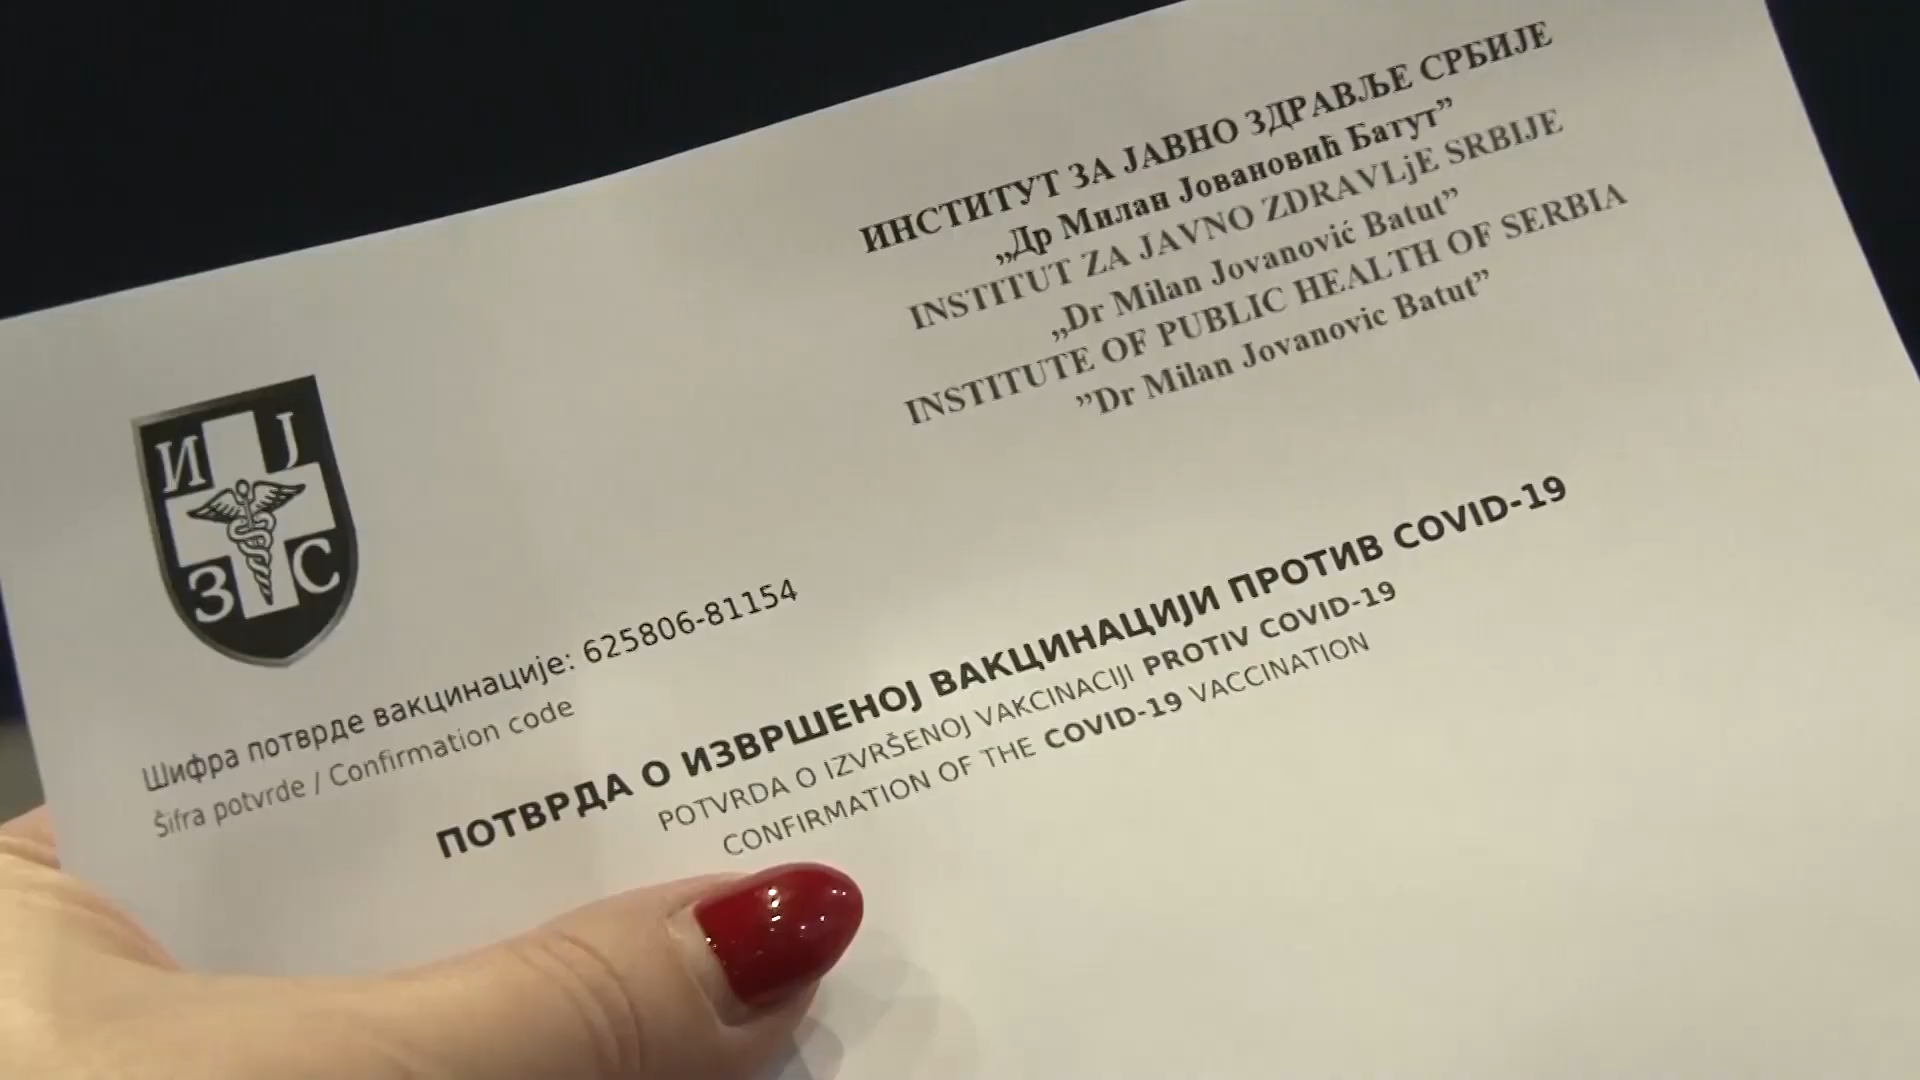 ИНСТИТУТ ЗА ЈАВНО ЗДРАВЉЕ СРБИЈЕ
„Др Милан Јовановић Батут”
INSTITUT ZA JAVNO ZDRAVLjE SRBIJE
„Dr Milan Jovanović Batut”
INSTITUTE OF PUBLIC HEALTH OF SERBIA
”Dr Milan Jovanovic Batut”
И Ј
З С
Шифра потврде вакцинације: 625806-81154
Šifra potvrde / Confirmation code
ПОТВРДА О ИЗВРШЕНОЈ ВАКЦИНАЦИЈИ ПРОТИВ COVID-19
POTVRDA O IZVRŠENOJ VAKCINACIJI PROTIV COVID-19
CONFIRMATION OF THE COVID-19 VACCINATION